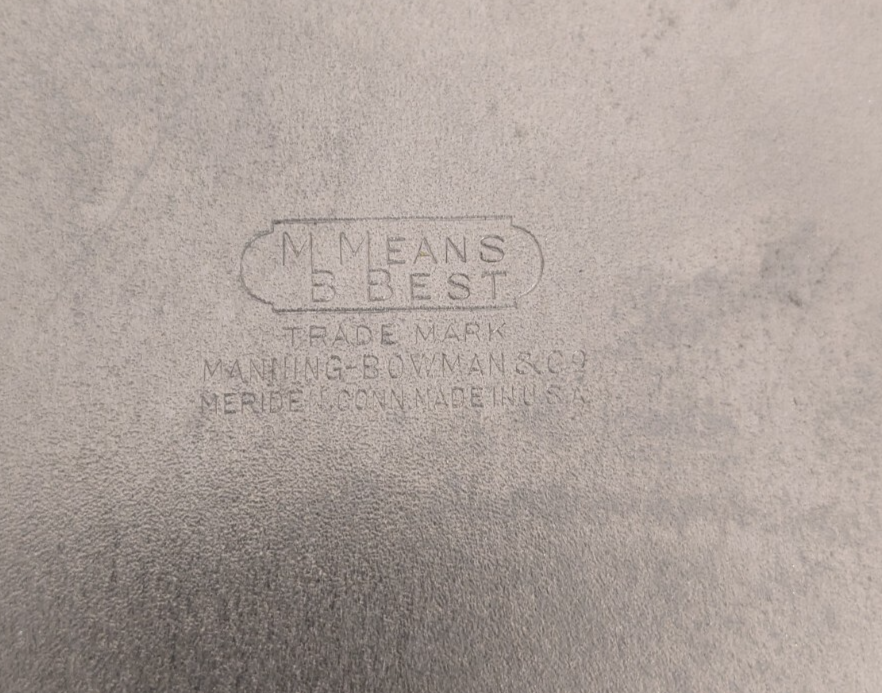 M MEANS
B BEST
TRADE MARK
MANNING-BOWMAN & CO
MERIDEN, CONN. MADE IN U.S.A.